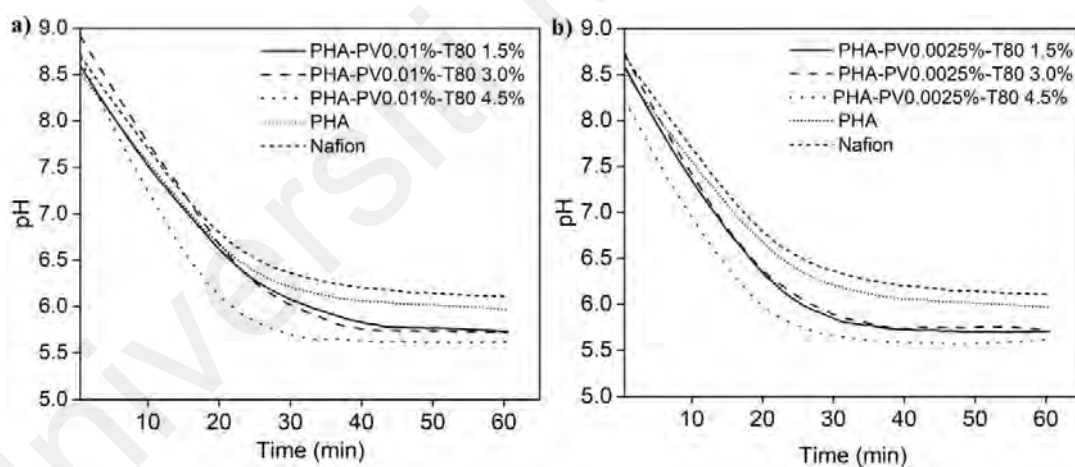 a)
9.0
8.5
8.0
7.5
7.0
6.5
6.0
5.5
5.0
pH
10 20 30 40 50 60
Time (min)
PHA-PV0.01%-T80 1.5%
PHA-PV0.01%-T80 3.0%
PHA-PV0.01%-T80 4.5%
PHA
Nafion
b)
9.0
8.5
8.0
7.5
7.0
6.5
6.0
5.5
5.0
pH
10 20 30 40 50 60
Time (min)
PHA-PV0.0025%-T80 1.5%
PHA-PV0.0025%-T80 3.0%
PHA-PV0.0025%-T80 4.5%
PHA
Nafion
Universiti